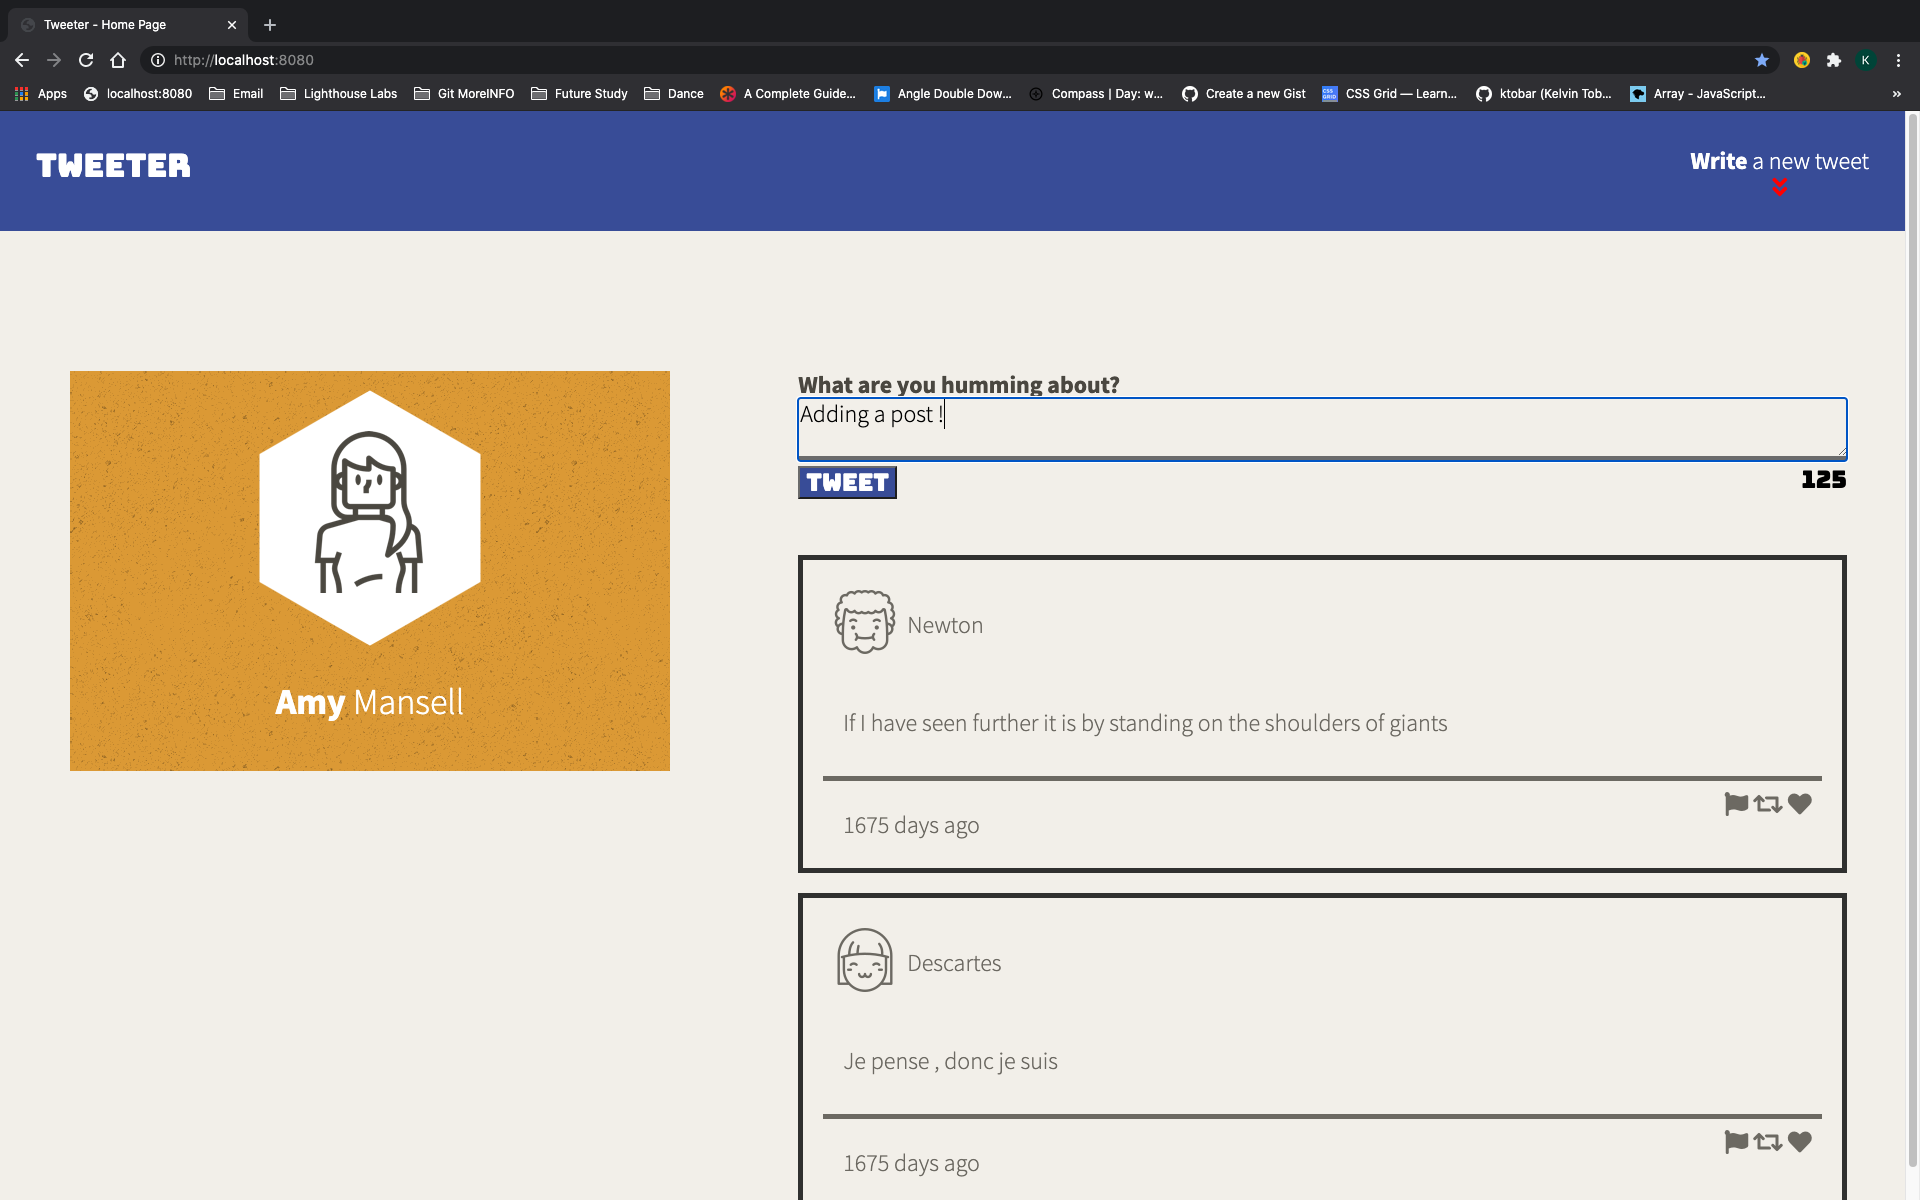 Tweeter - Home Page
http://localhost:8080
K
Apps
localhost:8080
Email
Lighthouse Labs
Git MoreINFO
Future Study
Dance
A Complete Guide...
Angle Double Dow...
Compass | Day: w...
Create a new Gist
CSS Grid — Learn...
ktobar (Kelvin Tob...
Array - JavaScript...
TWEETER
Write a new tweet
Amy Mansell
What are you humming about?
Adding a post !
TWEET
125
Newton
If I have seen further it is by standing on the shoulders of giants
1675 days ago
Descartes
Je pense , donc je suis
1675 days ago